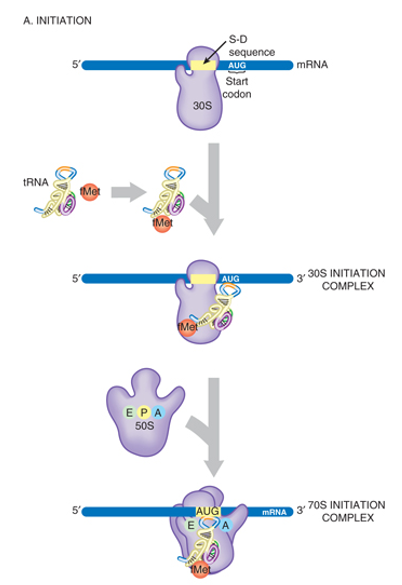 A. INITIATION
S-D
sequence
5′ AUG mRNA
Start
codon
30S
tRNA fMet
fMet
AUG 3′ 30S INITIATION
COMPLEX
fMet
E P A
50S
5′ AUG mRNA 3′ 70S INITIATION
COMPLEX
E A
fMet